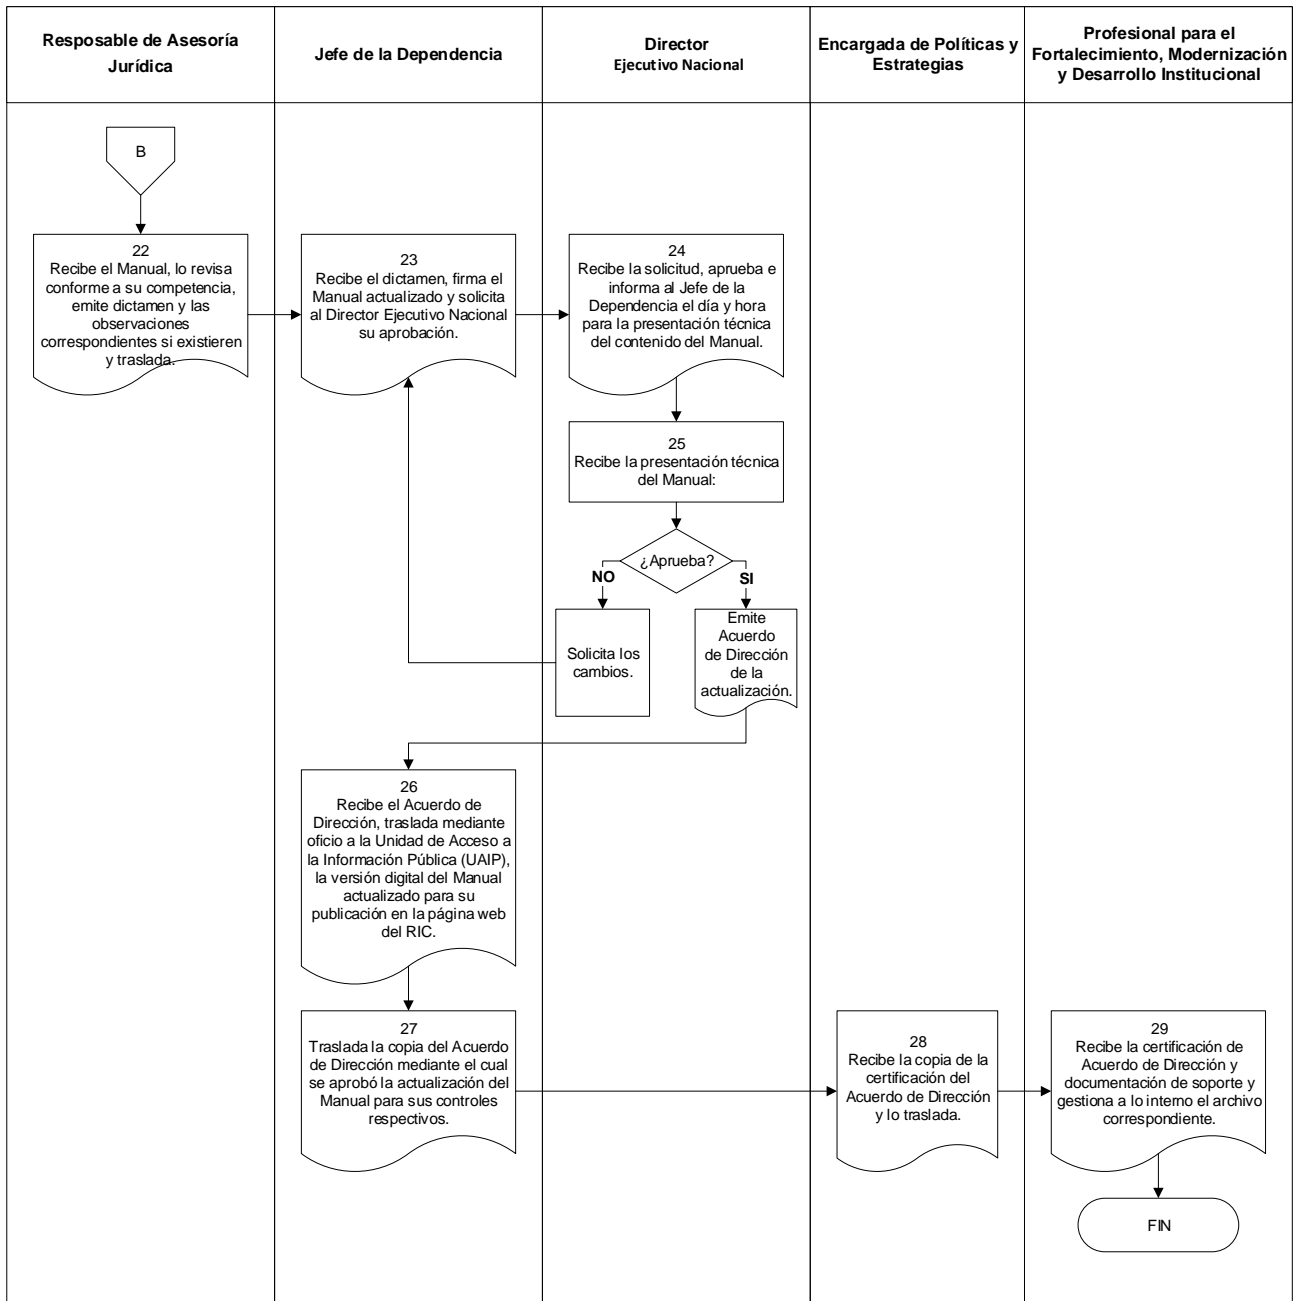 Resposable de Asesoría
Jurídica
Jefe de la Dependencia
Director
Ejecutivo Nacional
Encargada de Políticas y
Estrategias
Profesional para el
Fortalecimiento, Modernización
y Desarrollo Institucional
B
22
Recibe el Manual, lo revisa
conforme a su competencia,
emite dictamen y las
observaciones
correspondientes si existieren
y traslada.
23
Recibe el dictamen, firma el
Manual actualizado y solicita
al Director Ejecutivo Nacional
su aprobación.
24
Recibe la solicitud, aprueba e
informa al Jefe de la
Dependencia el día y hora
para la presentación técnica
del contenido del Manual.
25
Recibe la presentación técnica
del Manual:
¿Aprueba?
NO
SI
Solicita los
cambios.
Emite
Acuerdo
de Dirección
de la
actualización.
26
Recibe el Acuerdo de
Dirección, traslada mediante
oficio a la Unidad de Acceso a
la Información Pública (UAIP),
la versión digital del Manual
actualizado para su
publicación en la página web
del RIC.
27
Traslada la copia del Acuerdo
de Dirección mediante el cual
se aprobó la actualización del
Manual para sus controles
respectivos.
28
Recibe la copia de la
certificación del
Acuerdo de Dirección
y lo traslada.
29
Recibe la certificación de
Acuerdo de Dirección y
documentación de soporte y
gestiona a lo interno el archivo
correspondiente.
FIN